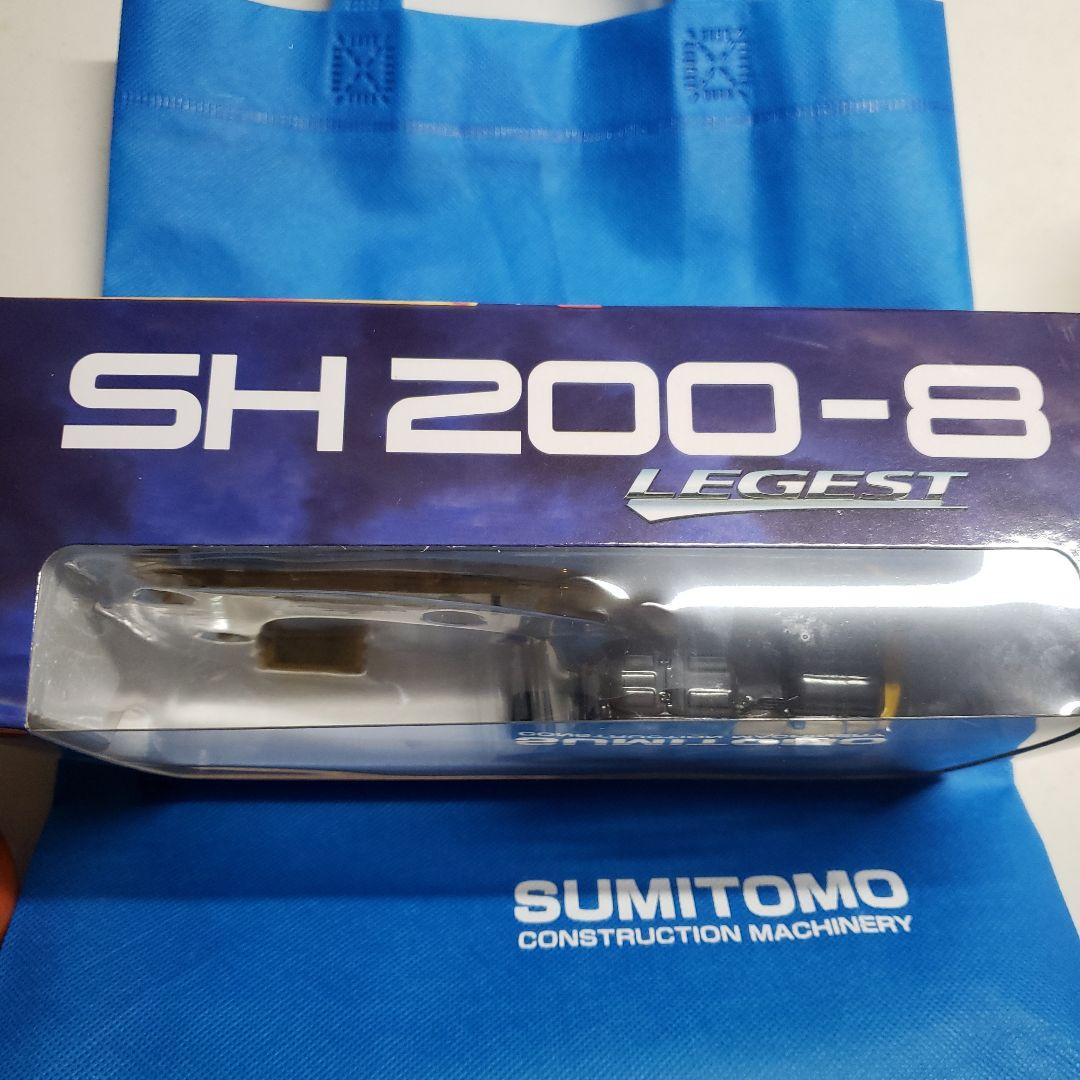 SH 200-8
LEGEST
SUMITOMO
CONSTRUCTION MACHINERY